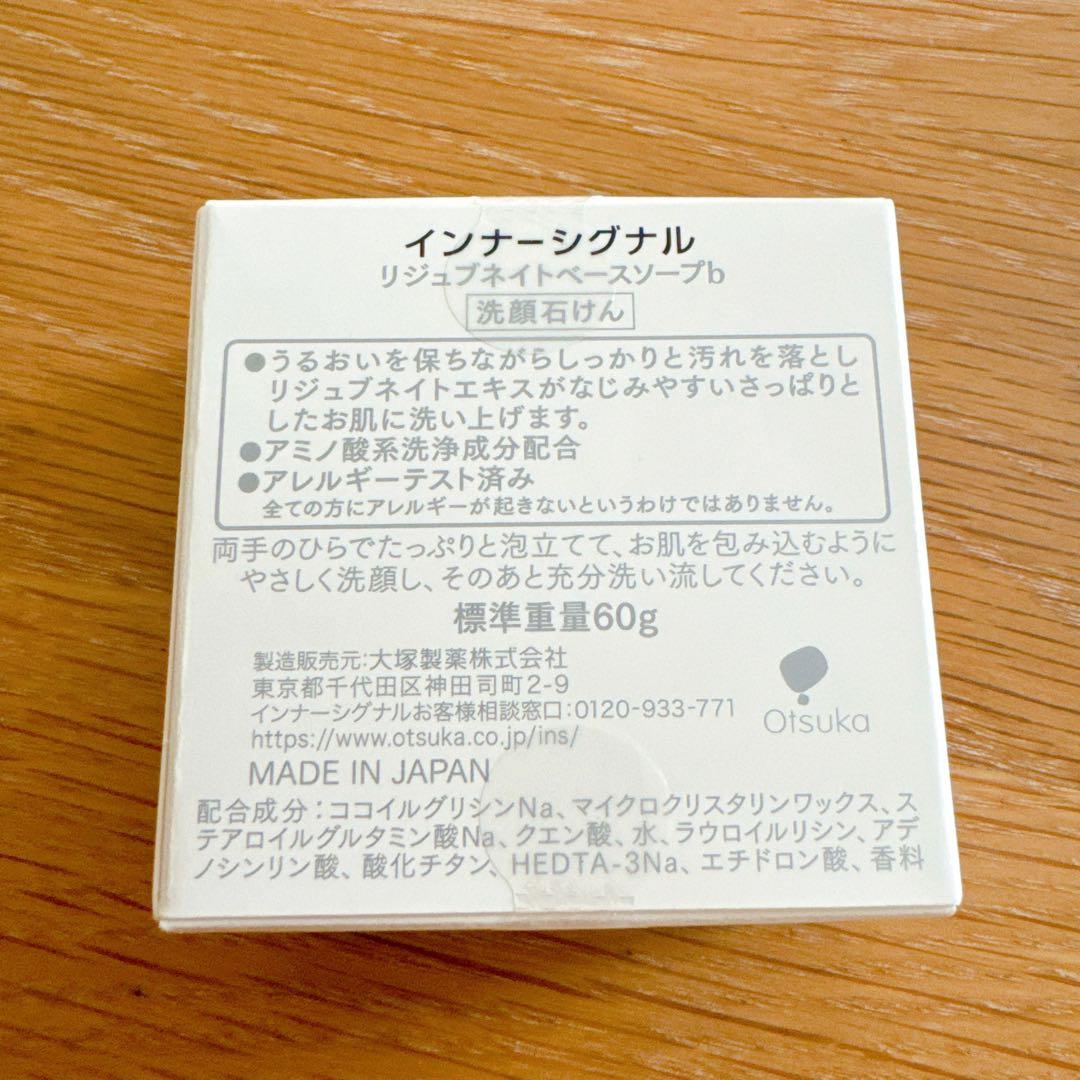 インナーシグナル
リジュブネイトベースソープb
洗顔石けん
●うるおいを保ちながらしっかりと汚れを落とし
リジュブネイトエキスがなじみやすいさっぱりと
したお肌に洗い上げます。
●アミノ酸系洗浄成分配合
●アレルギーテスト済み
全ての方にアレルギーが起きないというわけではありません。
両手のひらでたっぷりと泡立てて、お肌を包み込むように
やさしく洗顔し、そのあと充分洗い流してください。
標準重量60g
製造販売元:大塚製薬株式会社
東京都千代田区神田司町2-9
インナーシグナルお客様相談窓口:0120-933-771
https://www.otsuka.co.jp/ins/
Otsuka
MADE IN JAPAN
配合成分:ココイルグリシンNa、マイクロクリスタリンワックス、ス
テアロイルグルタミン酸Na、クエン酸、水、ラウロイルリシン、アデ
ノシンリン酸、酸化チタン、HEDTA-3Na、エチドロン酸、香料